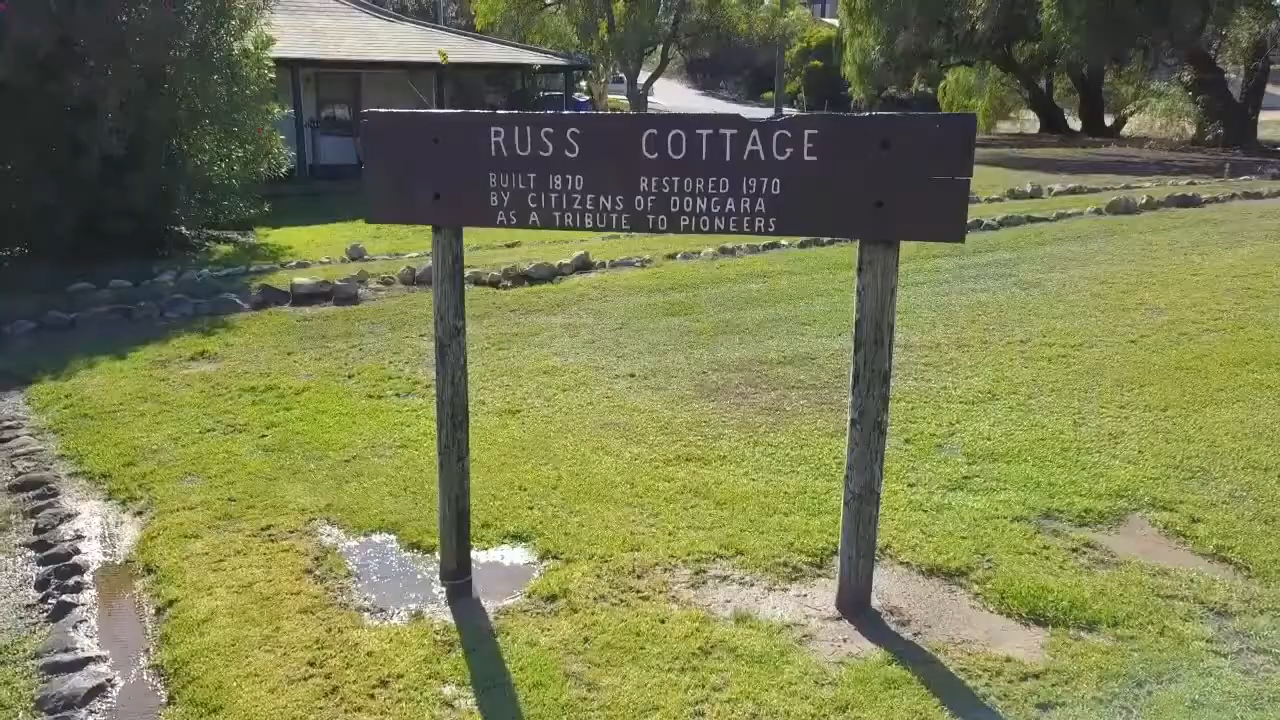 RUSS COTTAGE
BUILT 1870 RESTORED 1970
BY CITIZENS OF DONGARA
AS A TRIBUTE TO PIONEERS